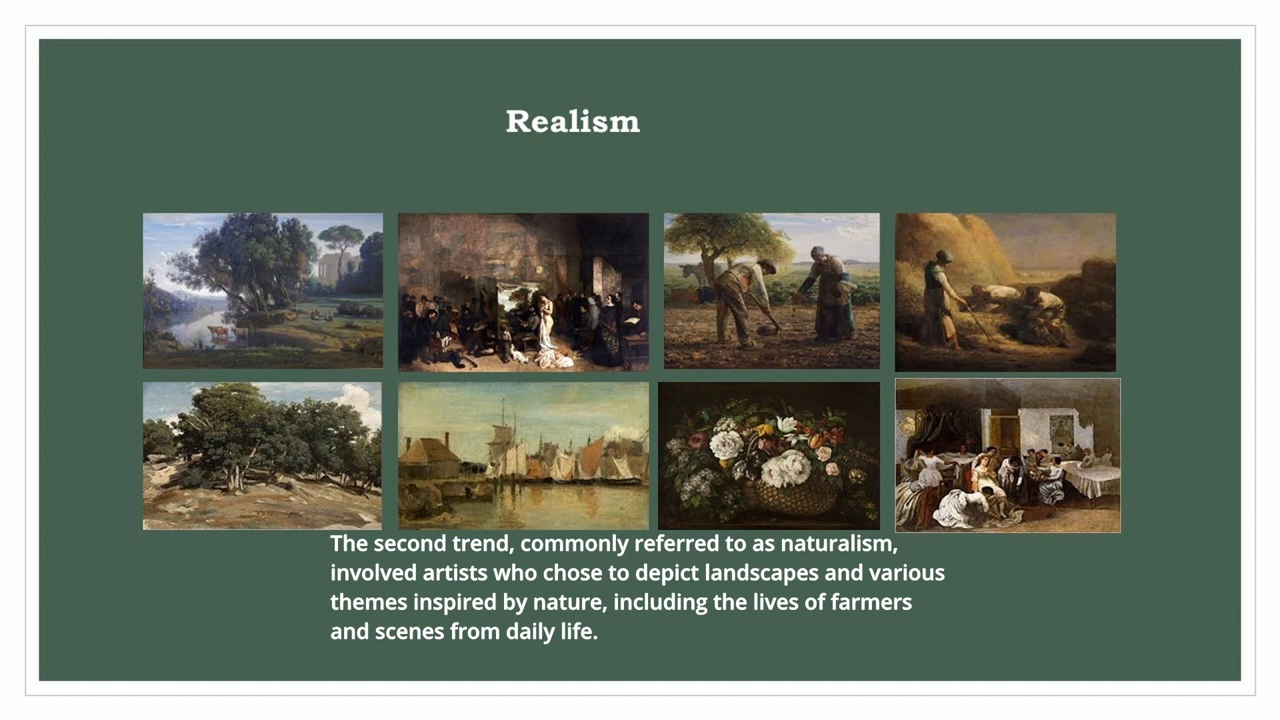 Realism
The second trend, commonly referred to as naturalism,
involved artists who chose to depict landscapes and various
themes inspired by nature, including the lives of farmers
and scenes from daily life.